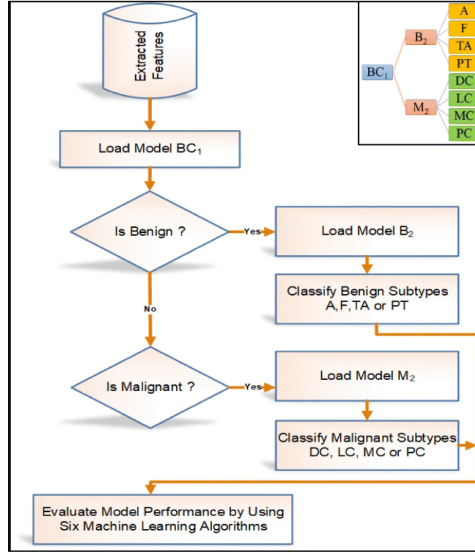 Extracted
Features
Load Model BC₁
Is Benign ?
Yes
Load Model B₂
Classify Benign Subtypes
A,F,TA or PT
No
Is Malignant ?
Yes
Load Model M₂
Classify Malignant Subtypes
DC, LC, MC or PC
Evaluate Model Performance by Using
Six Machine Learning Algorithms
BC₁
B₂
M₂
A
F
TA
PT
DC
LC
MC
PC